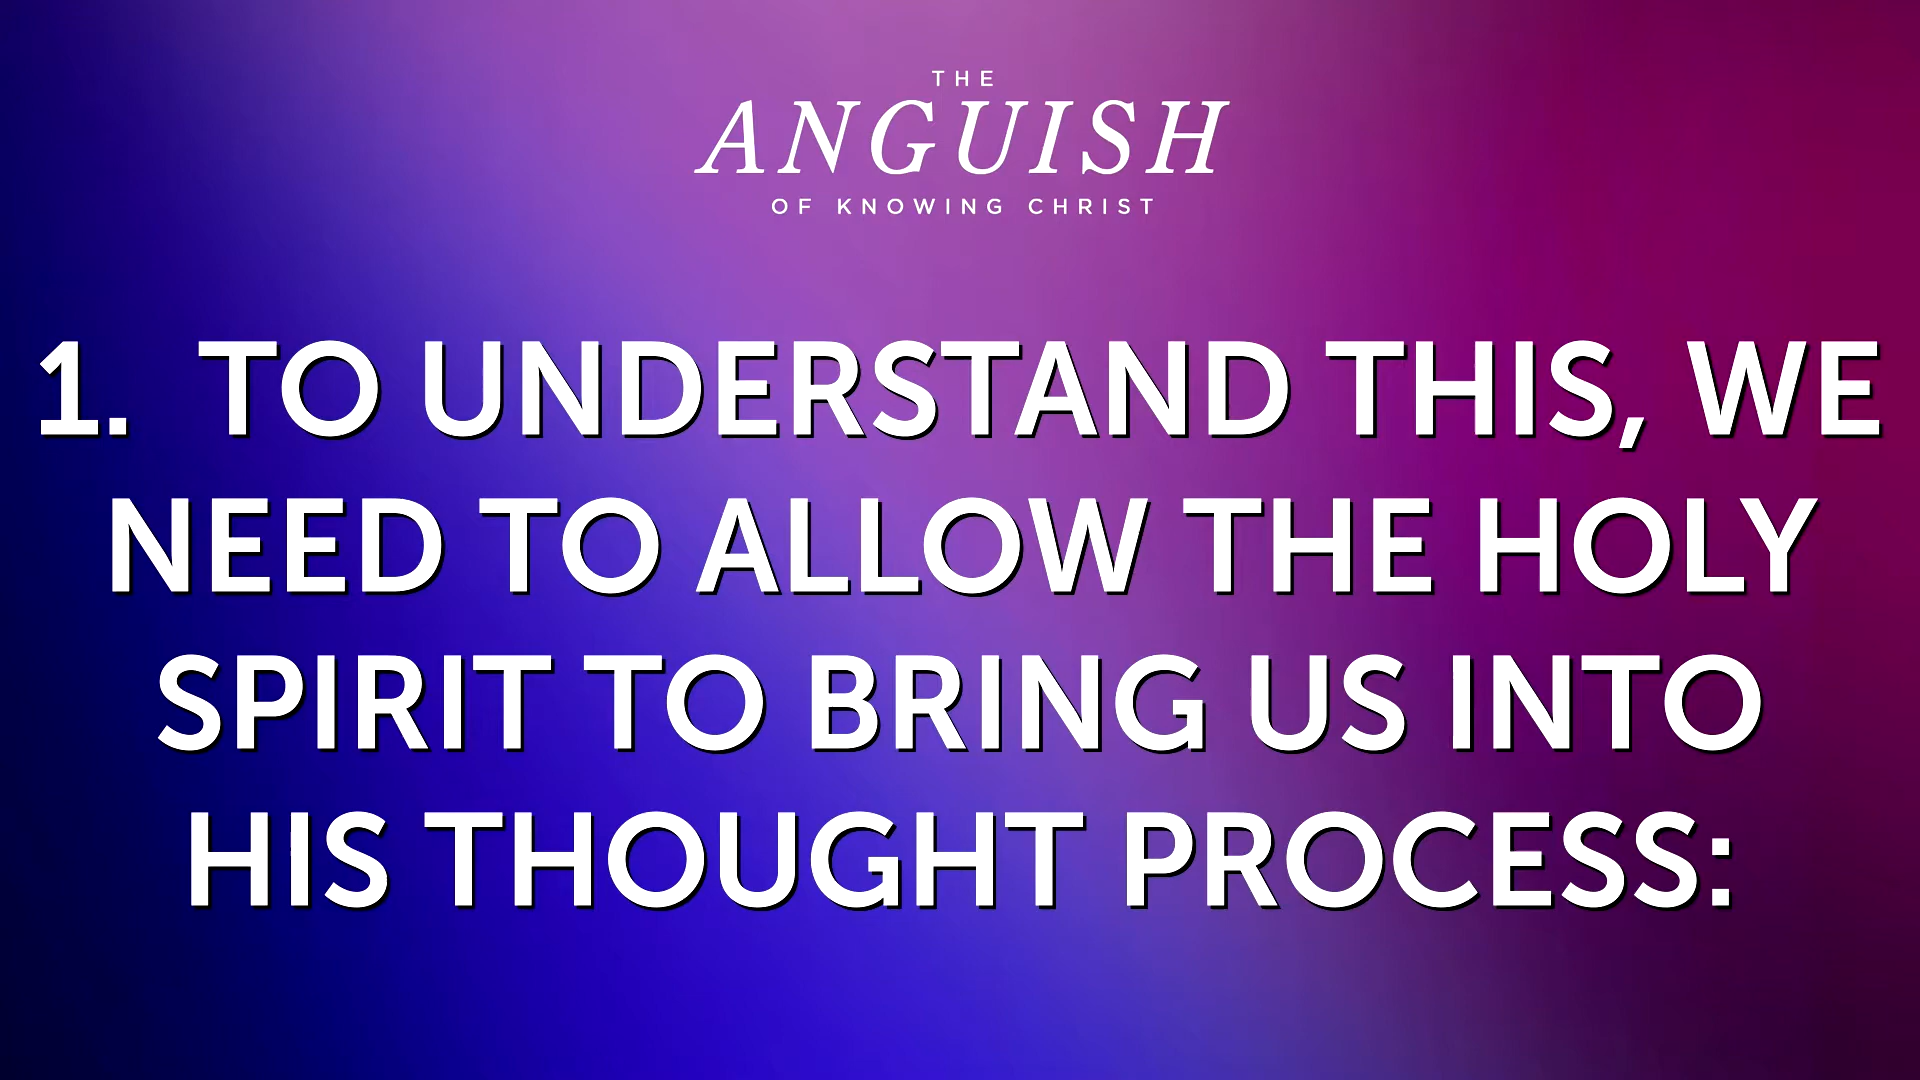 THE
ANGUISH
OF KNOWING CHRIST
1. TO UNDERSTAND THIS, WE
NEED TO ALLOW THE HOLY
SPIRIT TO BRING US INTO
HIS THOUGHT PROCESS: